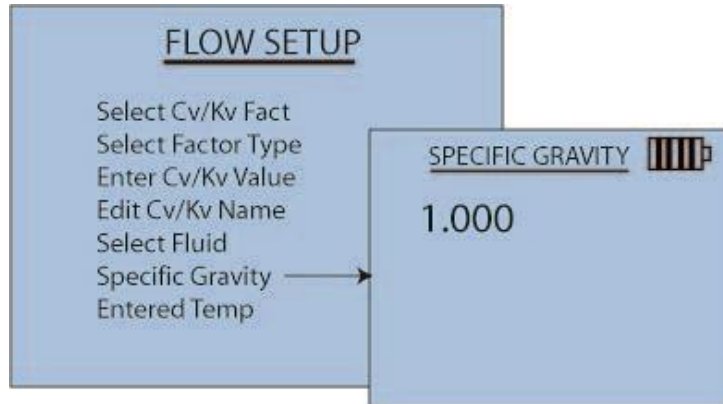 FLOW SETUP
Select Cv/Kv Fact
Select Factor Type
Enter Cv/Kv Value
Edit Cv/Kv Name
Select Fluid
Specific Gravity
Entered Temp
SPECIFIC GRAVITY
1.000